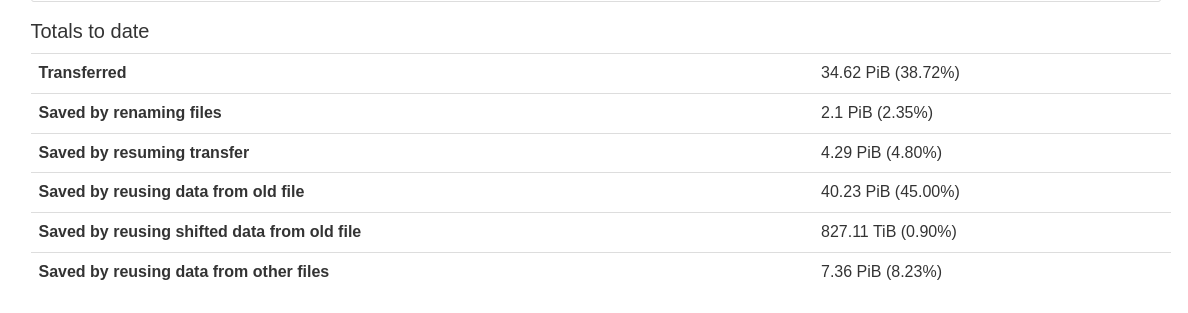 Totals to date
Transferred 34.62 PiB (38.72%)
Saved by renaming files 2.1 PiB (2.35%)
Saved by resuming transfer 4.29 PiB (4.80%)
Saved by reusing data from old file 40.23 PiB (45.00%)
Saved by reusing shifted data from old file 827.11 TiB (0.90%)
Saved by reusing data from other files 7.36 PiB (8.23%)